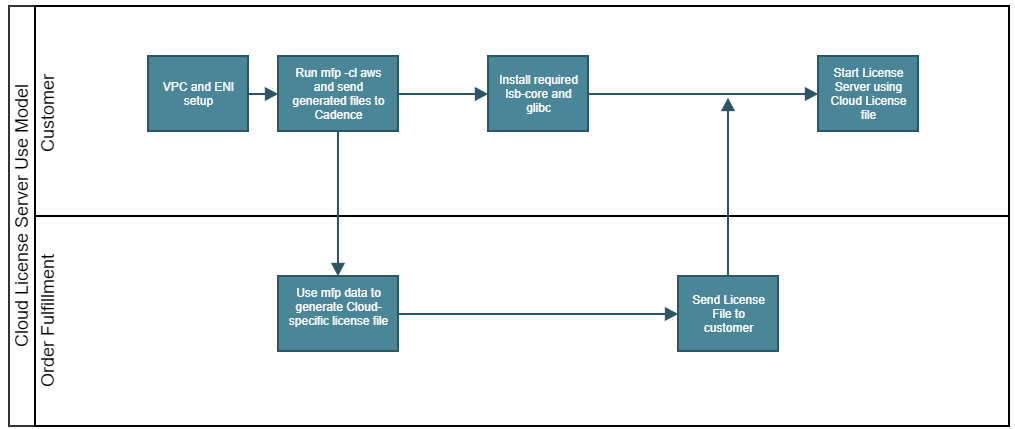 Cloud License Server Use Model
Customer
VPC and ENI
setup
Run mfp -cl aws
and send
generated files to
Cadence
Install required
lsb-core and
glibc
Start License
Server using
Cloud License
file
Order Fulfillment
Use mfp data to
generate Cloud-
specific license file
Send License
File to
customer